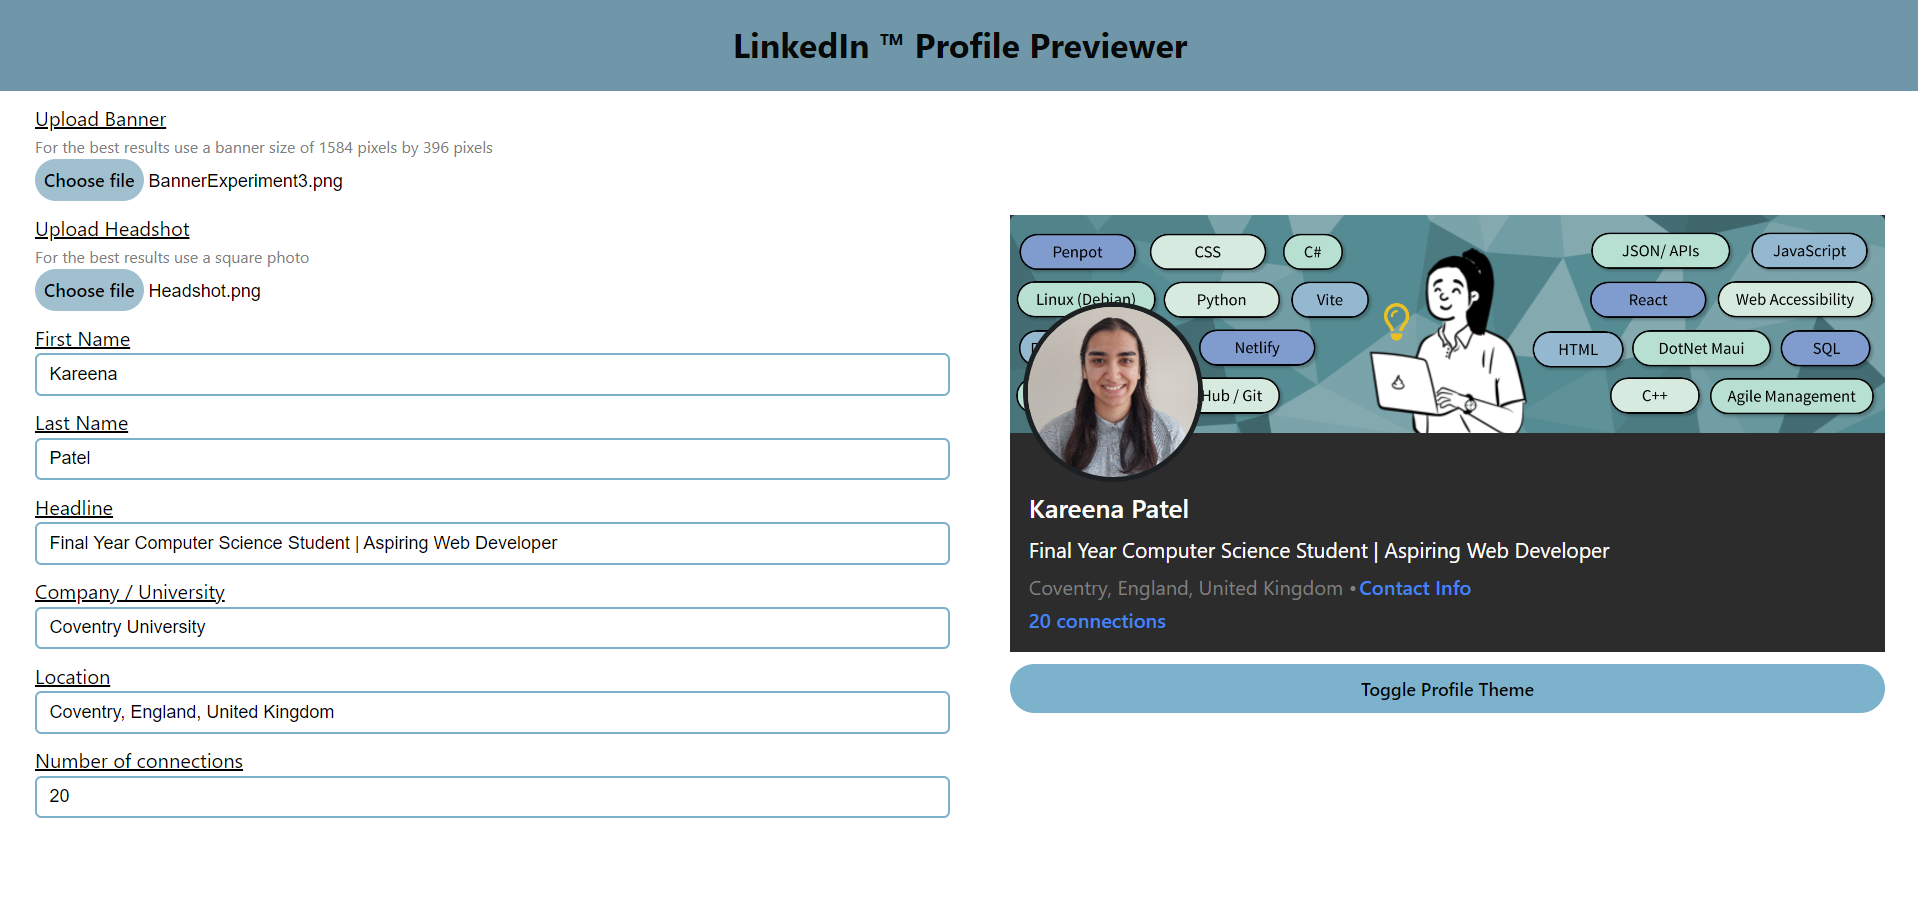 LinkedIn ™ Profile Previewer
Upload Banner
For the best results use a banner size of 1584 pixels by 396 pixels
Choose file BannerExperiment3.png
Upload Headshot
For the best results use a square photo
Choose file Headshot.png
First Name
Kareena
Last Name
Patel
Headline
Final Year Computer Science Student | Aspiring Web Developer
Company / University
Coventry University
Location
Coventry, England, United Kingdom
Number of connections
20
Penpot CSS C# JSON/ APIs JavaScript
Linux (Debian) Python Vite React Web Accessibility
Netlify HTML DotNet Maui SQL
Hub / Git C++ Agile Management
Kareena Patel
Final Year Computer Science Student | Aspiring Web Developer
Coventry, England, United Kingdom • Contact Info
20 connections
Toggle Profile Theme